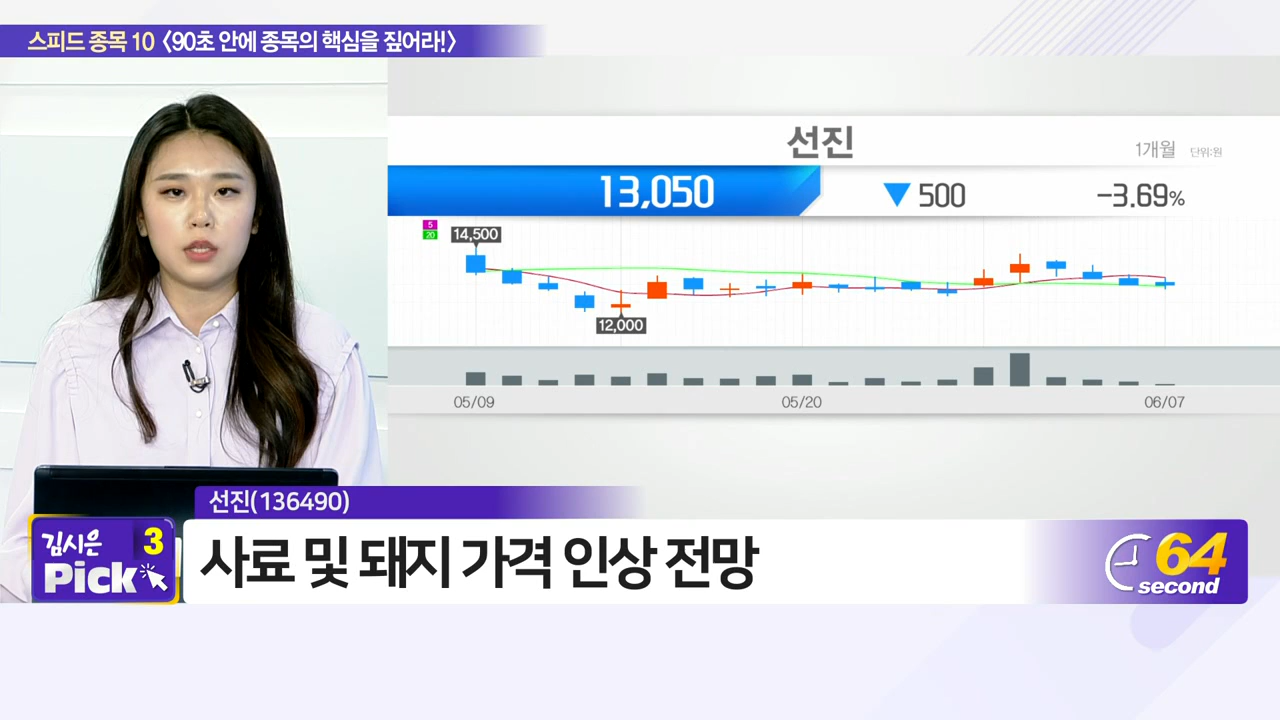 스피드 종목 10 <90초 안에 종목의 핵심을 짚어라!>
선진
1개월 단위:원
13,050 ▼500 -3.69%
5
20
14,500
12,000
05/09 05/20 06/07
선진(136490)
김시은 3
Pick
사료 및 돼지 가격 인상 전망
64
second